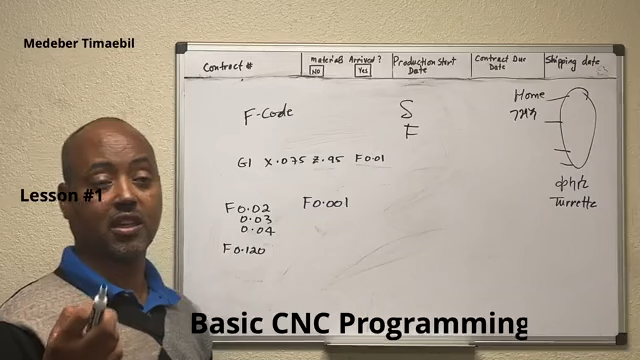 Medeber Timaebil
Contract #
Materials Arrived?
NO
Yes
Production Start
Date
Contract Due
Date
Shipping date
F-Code
S
F
Home
G1 X.075 Z.95 F0.01
Lesson #1
F0.02
0.03
0.04
F0.001
F0.120
Turrette
Basic CNC Programming